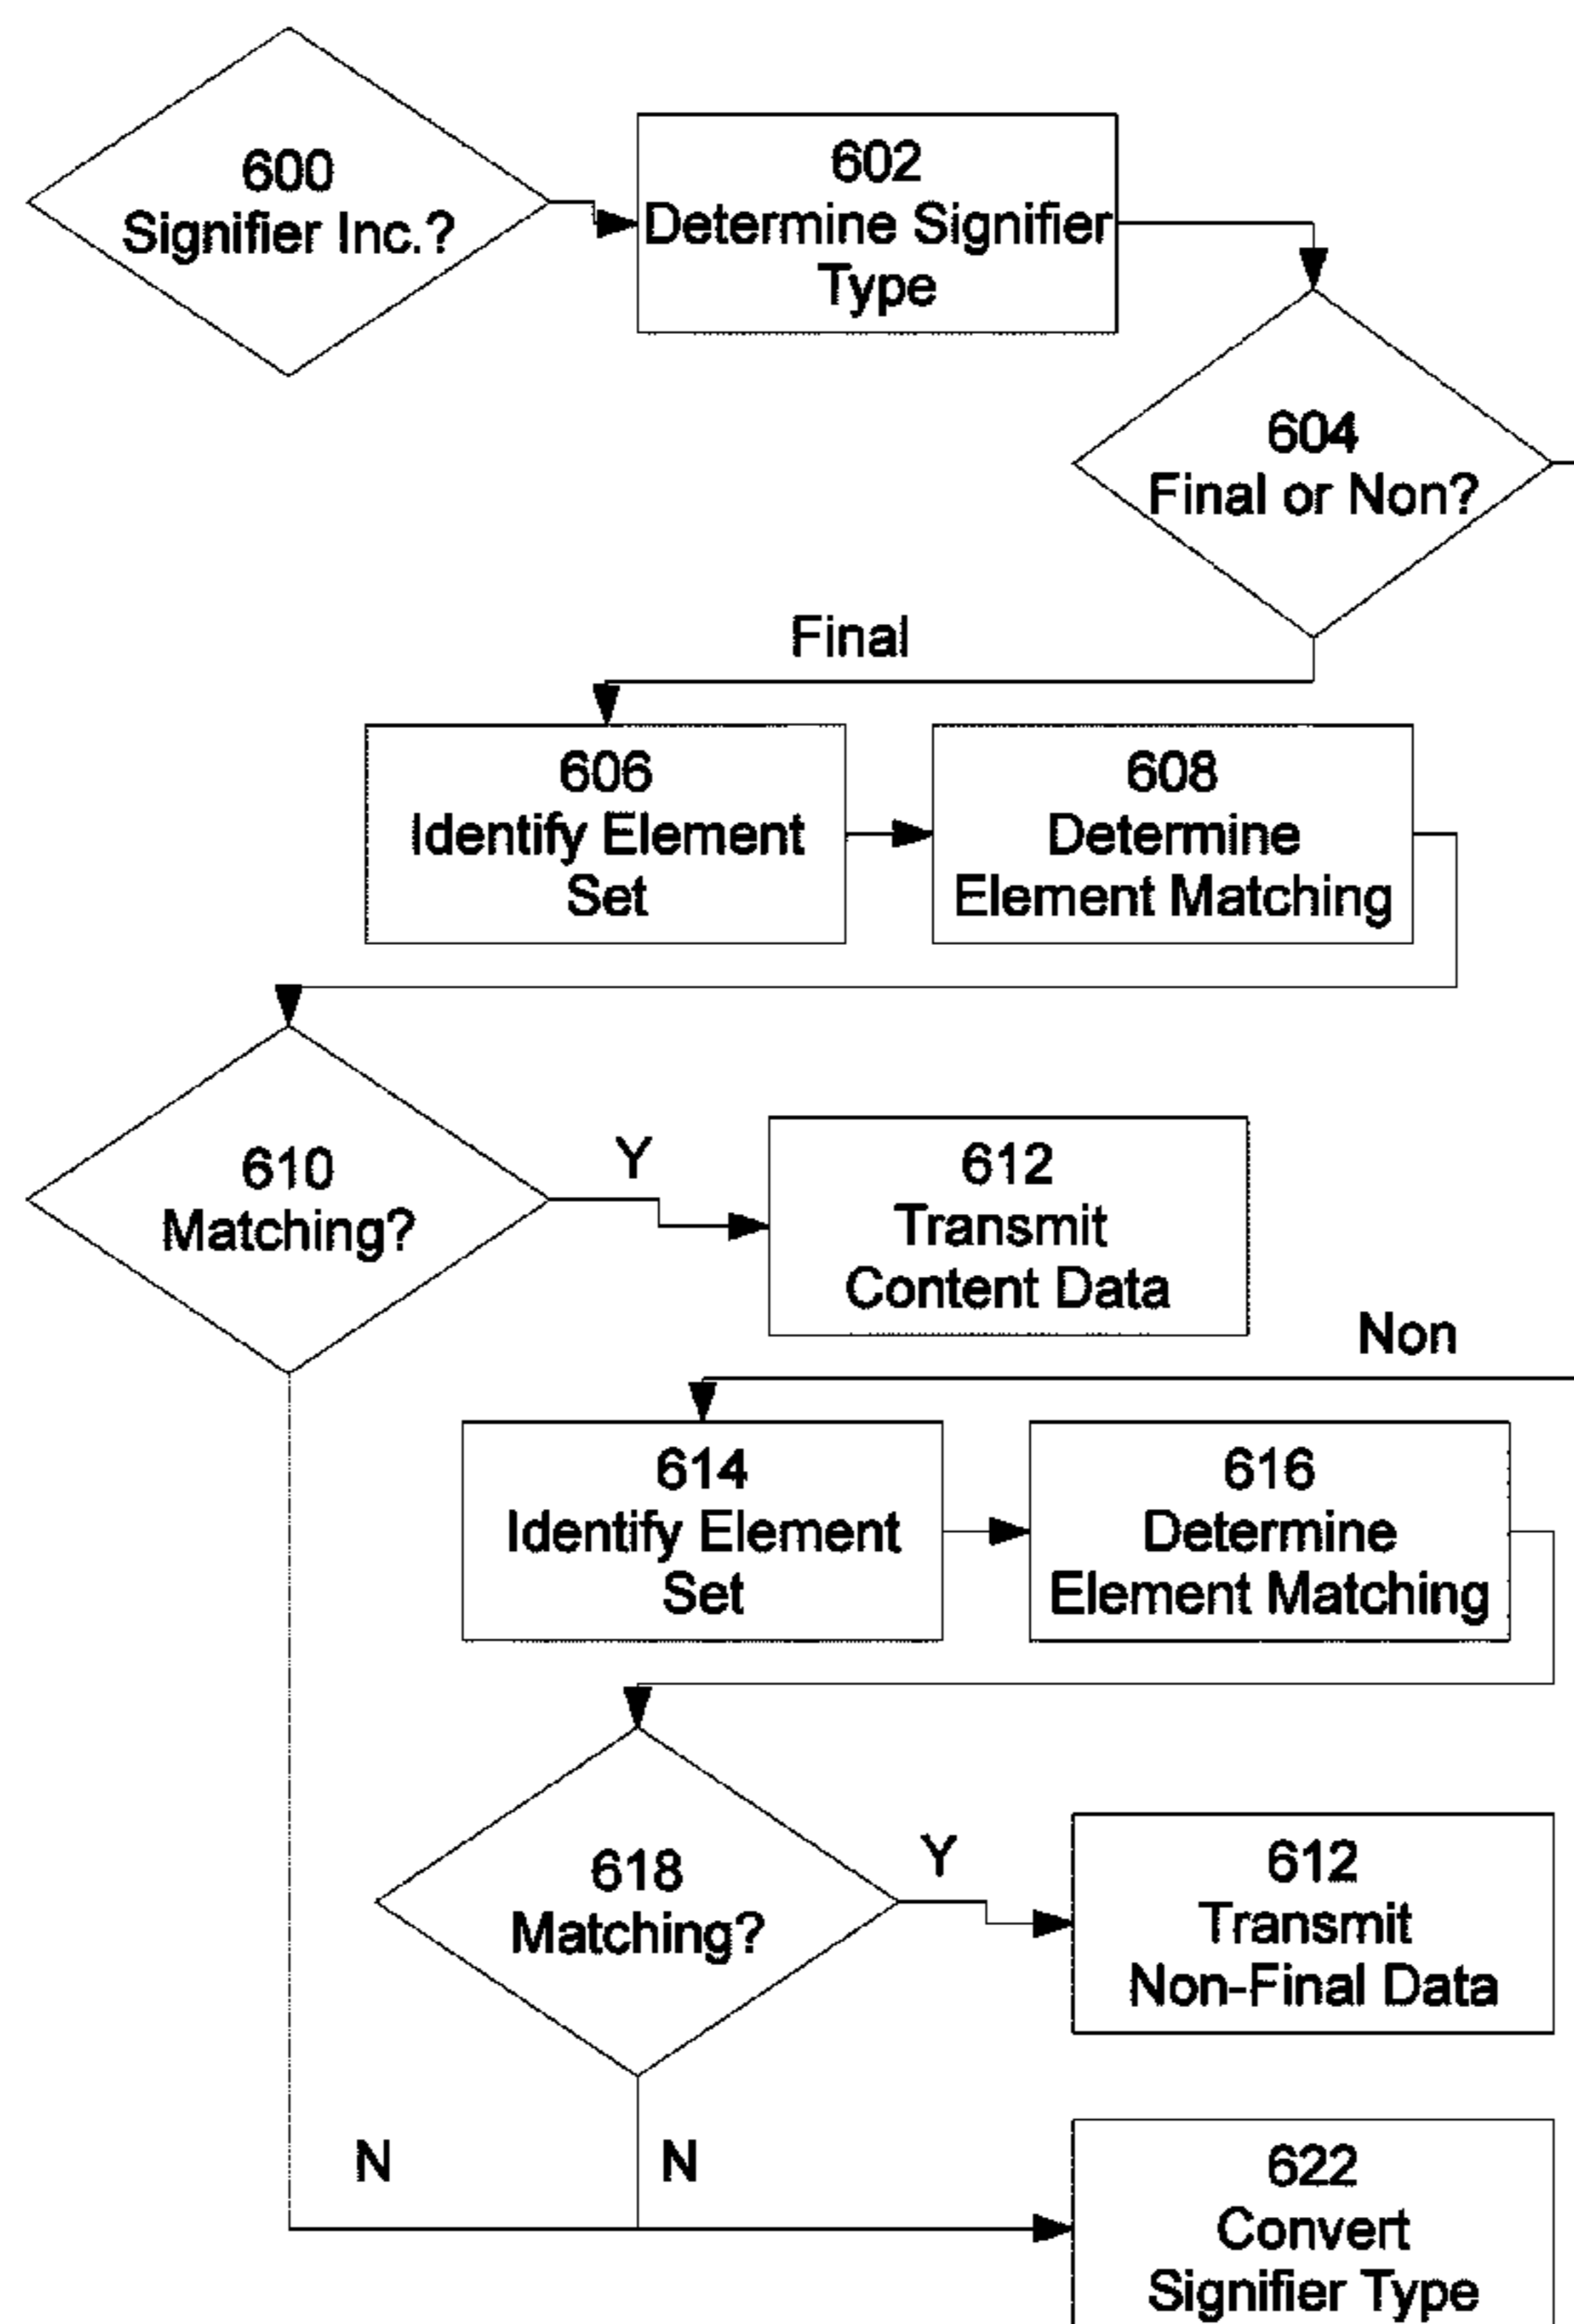 600
Signifier Inc.?
602
Determine Signifier
Type
604
Final or Non?
Final
606
Identify Element
Set
608
Determine
Element Matching
610
Matching?
Y
612
Transmit
Content Data
Non
614
Identify Element
Set
616
Determine
Element Matching
618
Matching?
Y
612
Transmit
Non-Final Data
N
N
622
Convert
Signifier Type